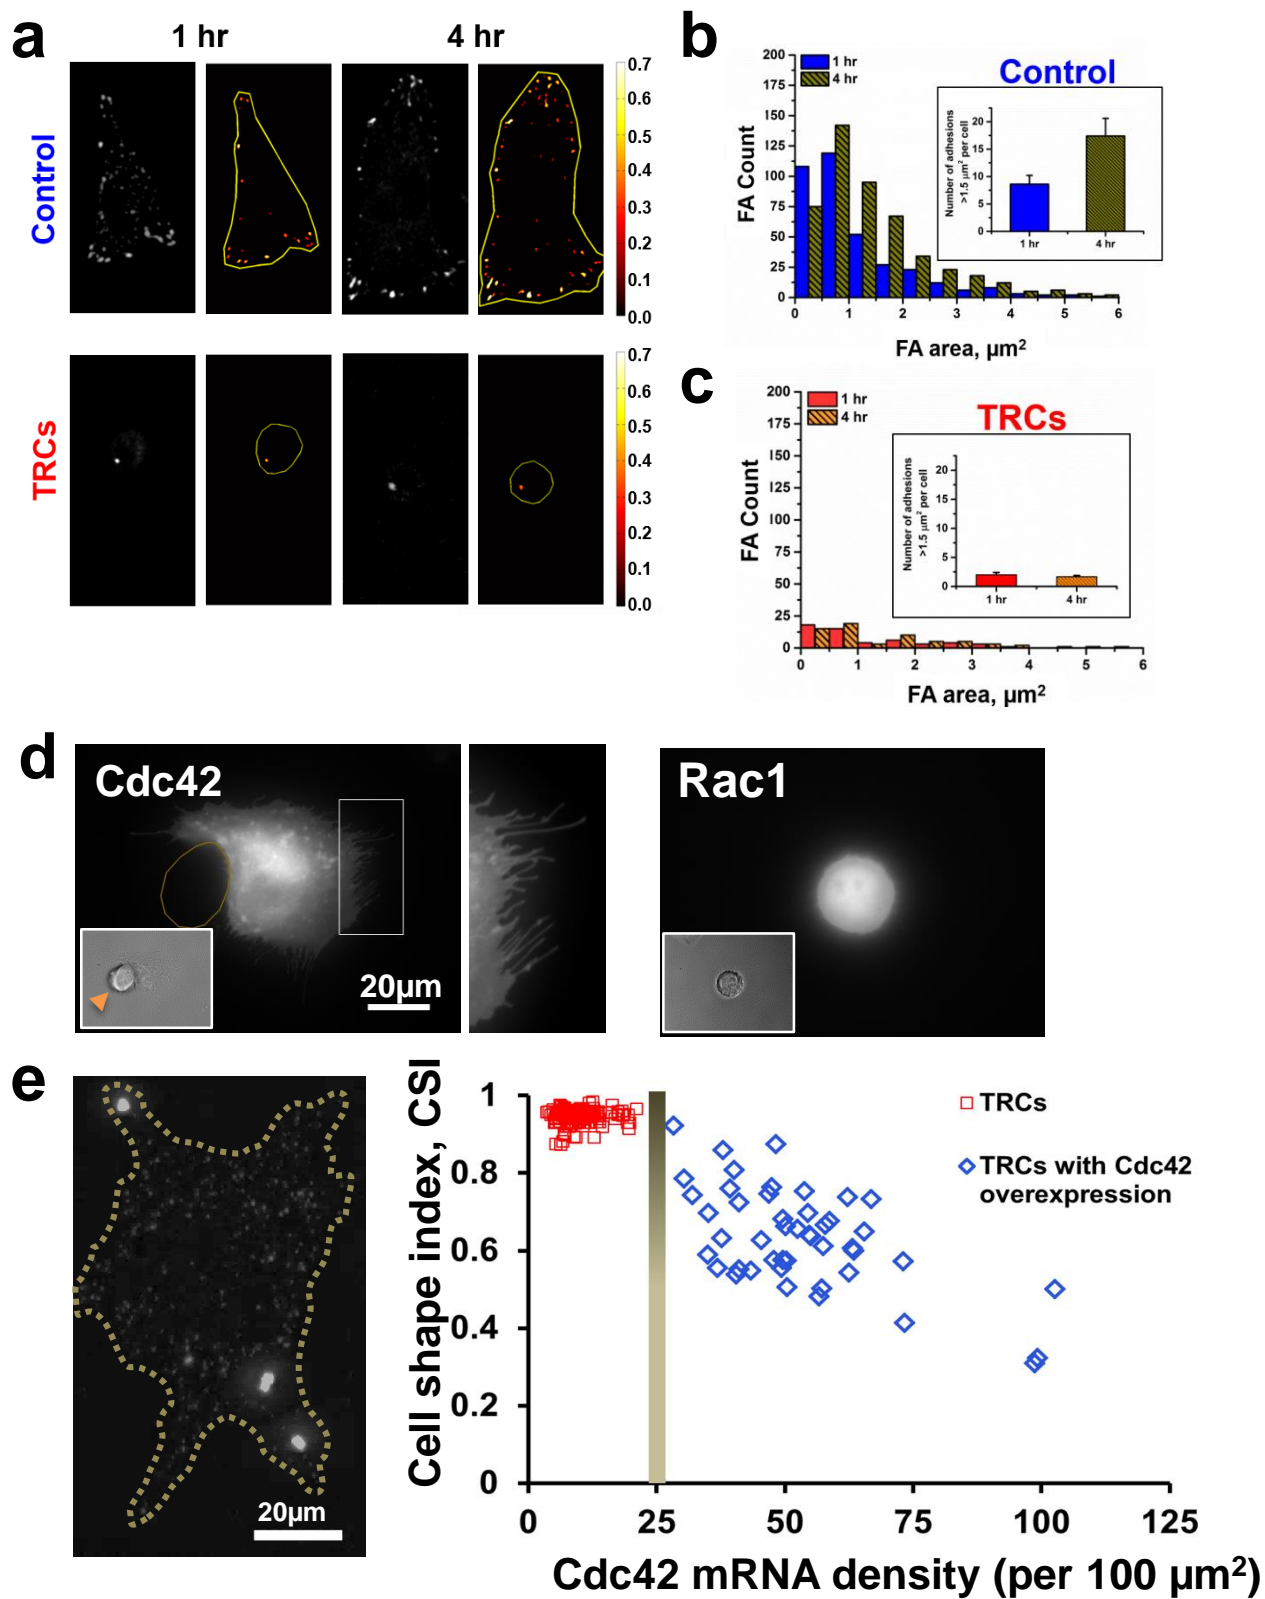 a
1 hr
4 hr
Control
0.7
0.6
0.5
0.4
0.3
0.2
0.1
0.0
TRCs
0.7
0.6
0.5
0.4
0.3
0.2
0.1
0.0
b
200
175
150
125
100
75
50
25
0
FA Count
1 hr
4 hr
Control
Number of adhesions
>1.5 µm² per cell
20
15
10
5
0
1 hr
4 hr
0 1 2 3 4 5 6
FA area, µm²
c
200
175
150
125
100
75
50
25
0
FA Count
1 hr
4 hr
TRCs
Number of adhesions
>1.5 µm² per cell
20
15
10
5
0
1 hr
4 hr
0 1 2 3 4 5 6
FA area, µm²
d
Cdc42
20µm
Rac1
e
20µm
Cell shape index, CSI
1
0.8
0.6
0.4
0.2
0
TRCs
TRCs with Cdc42
overexpression
0 25 50 75 100 125
Cdc42 mRNA density (per 100 µm²)